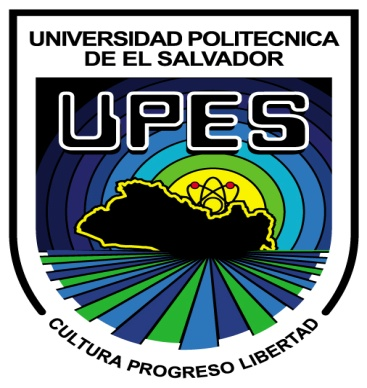 UNIVERSIDAD POLITECNICA
DE EL SALVADOR
UPES
CULTURA PROGRESO LIBERTAD